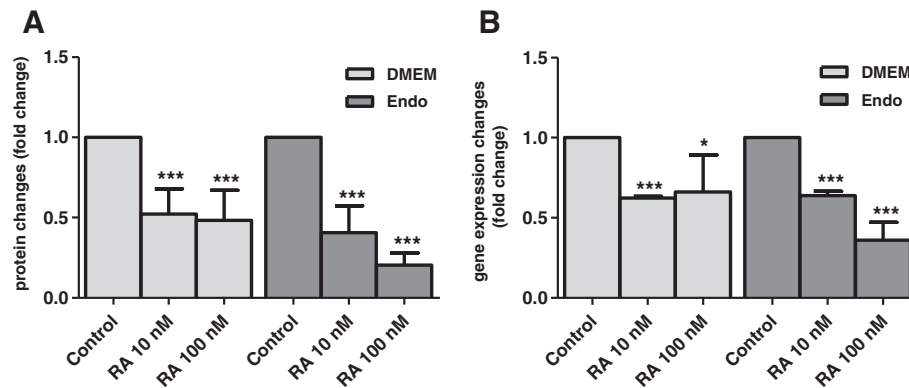 A
protein changes (fold change)
1.5
1.0
0.5
0.0
DMEM
Endo
***
***
***
***
Control
RA 10 nM
RA 100 nM
Control
RA 10 nM
RA 100 nM
B
gene expression changes
(fold change)
1.5
1.0
0.5
0.0
DMEM
Endo
***
*
***
***
Control
RA 10 nM
RA 100 nM
Control
RA 10 nM
RA 100 nM